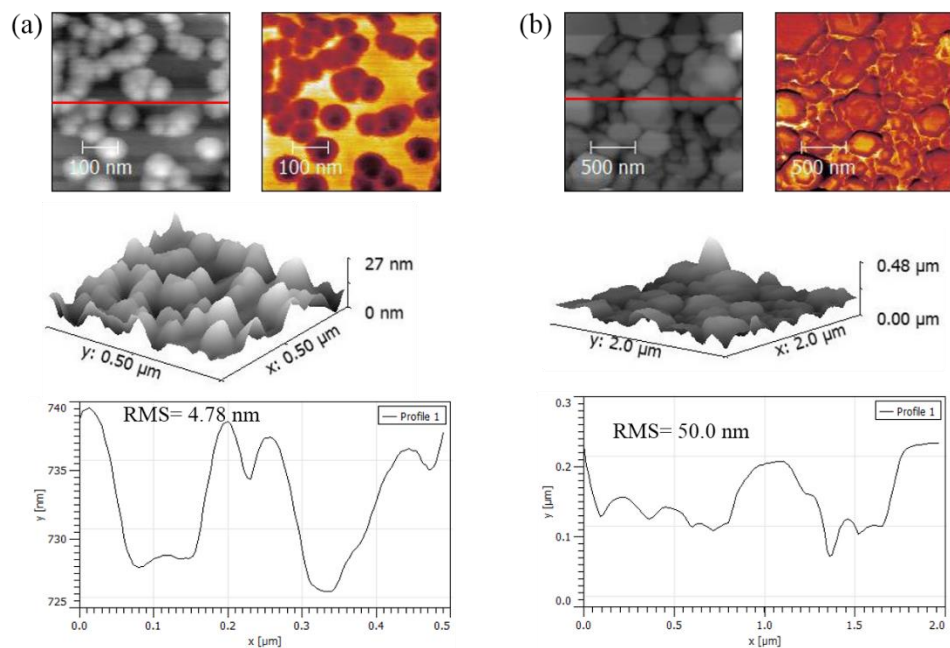 (a)
100 nm
100 nm
27 nm
0 nm
y: 0.50 µm
x: 0.50 µm
RMS= 4.78 nm
Profile 1
740
735
730
725
y [nm]
0.0
0.1
0.2
0.3
0.4
0.5
x [µm]
(b)
500 nm
500 nm
0.48 µm
0.00 µm
y: 2.0 µm
x: 2.0 µm
RMS= 50.0 nm
Profile 1
0.3
0.2
0.1
0.0
y [µm]
0.0
0.5
1.0
1.5
2.0
x [µm]